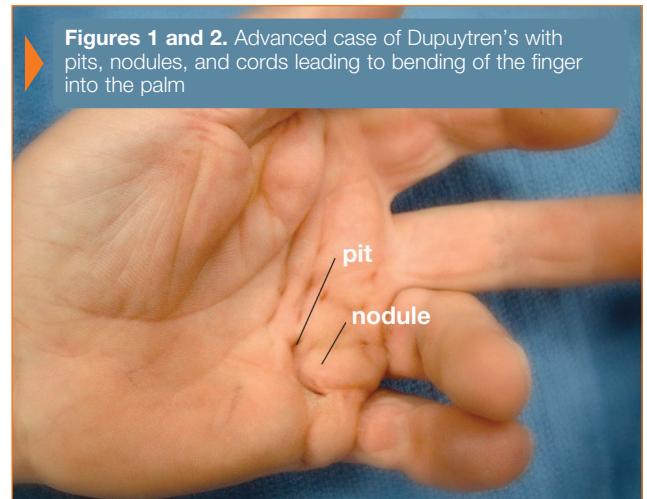 Figures 1 and 2. Advanced case of Dupuytren's with
pits, nodules, and cords leading to bending of the finger
into the palm
pit
nodule